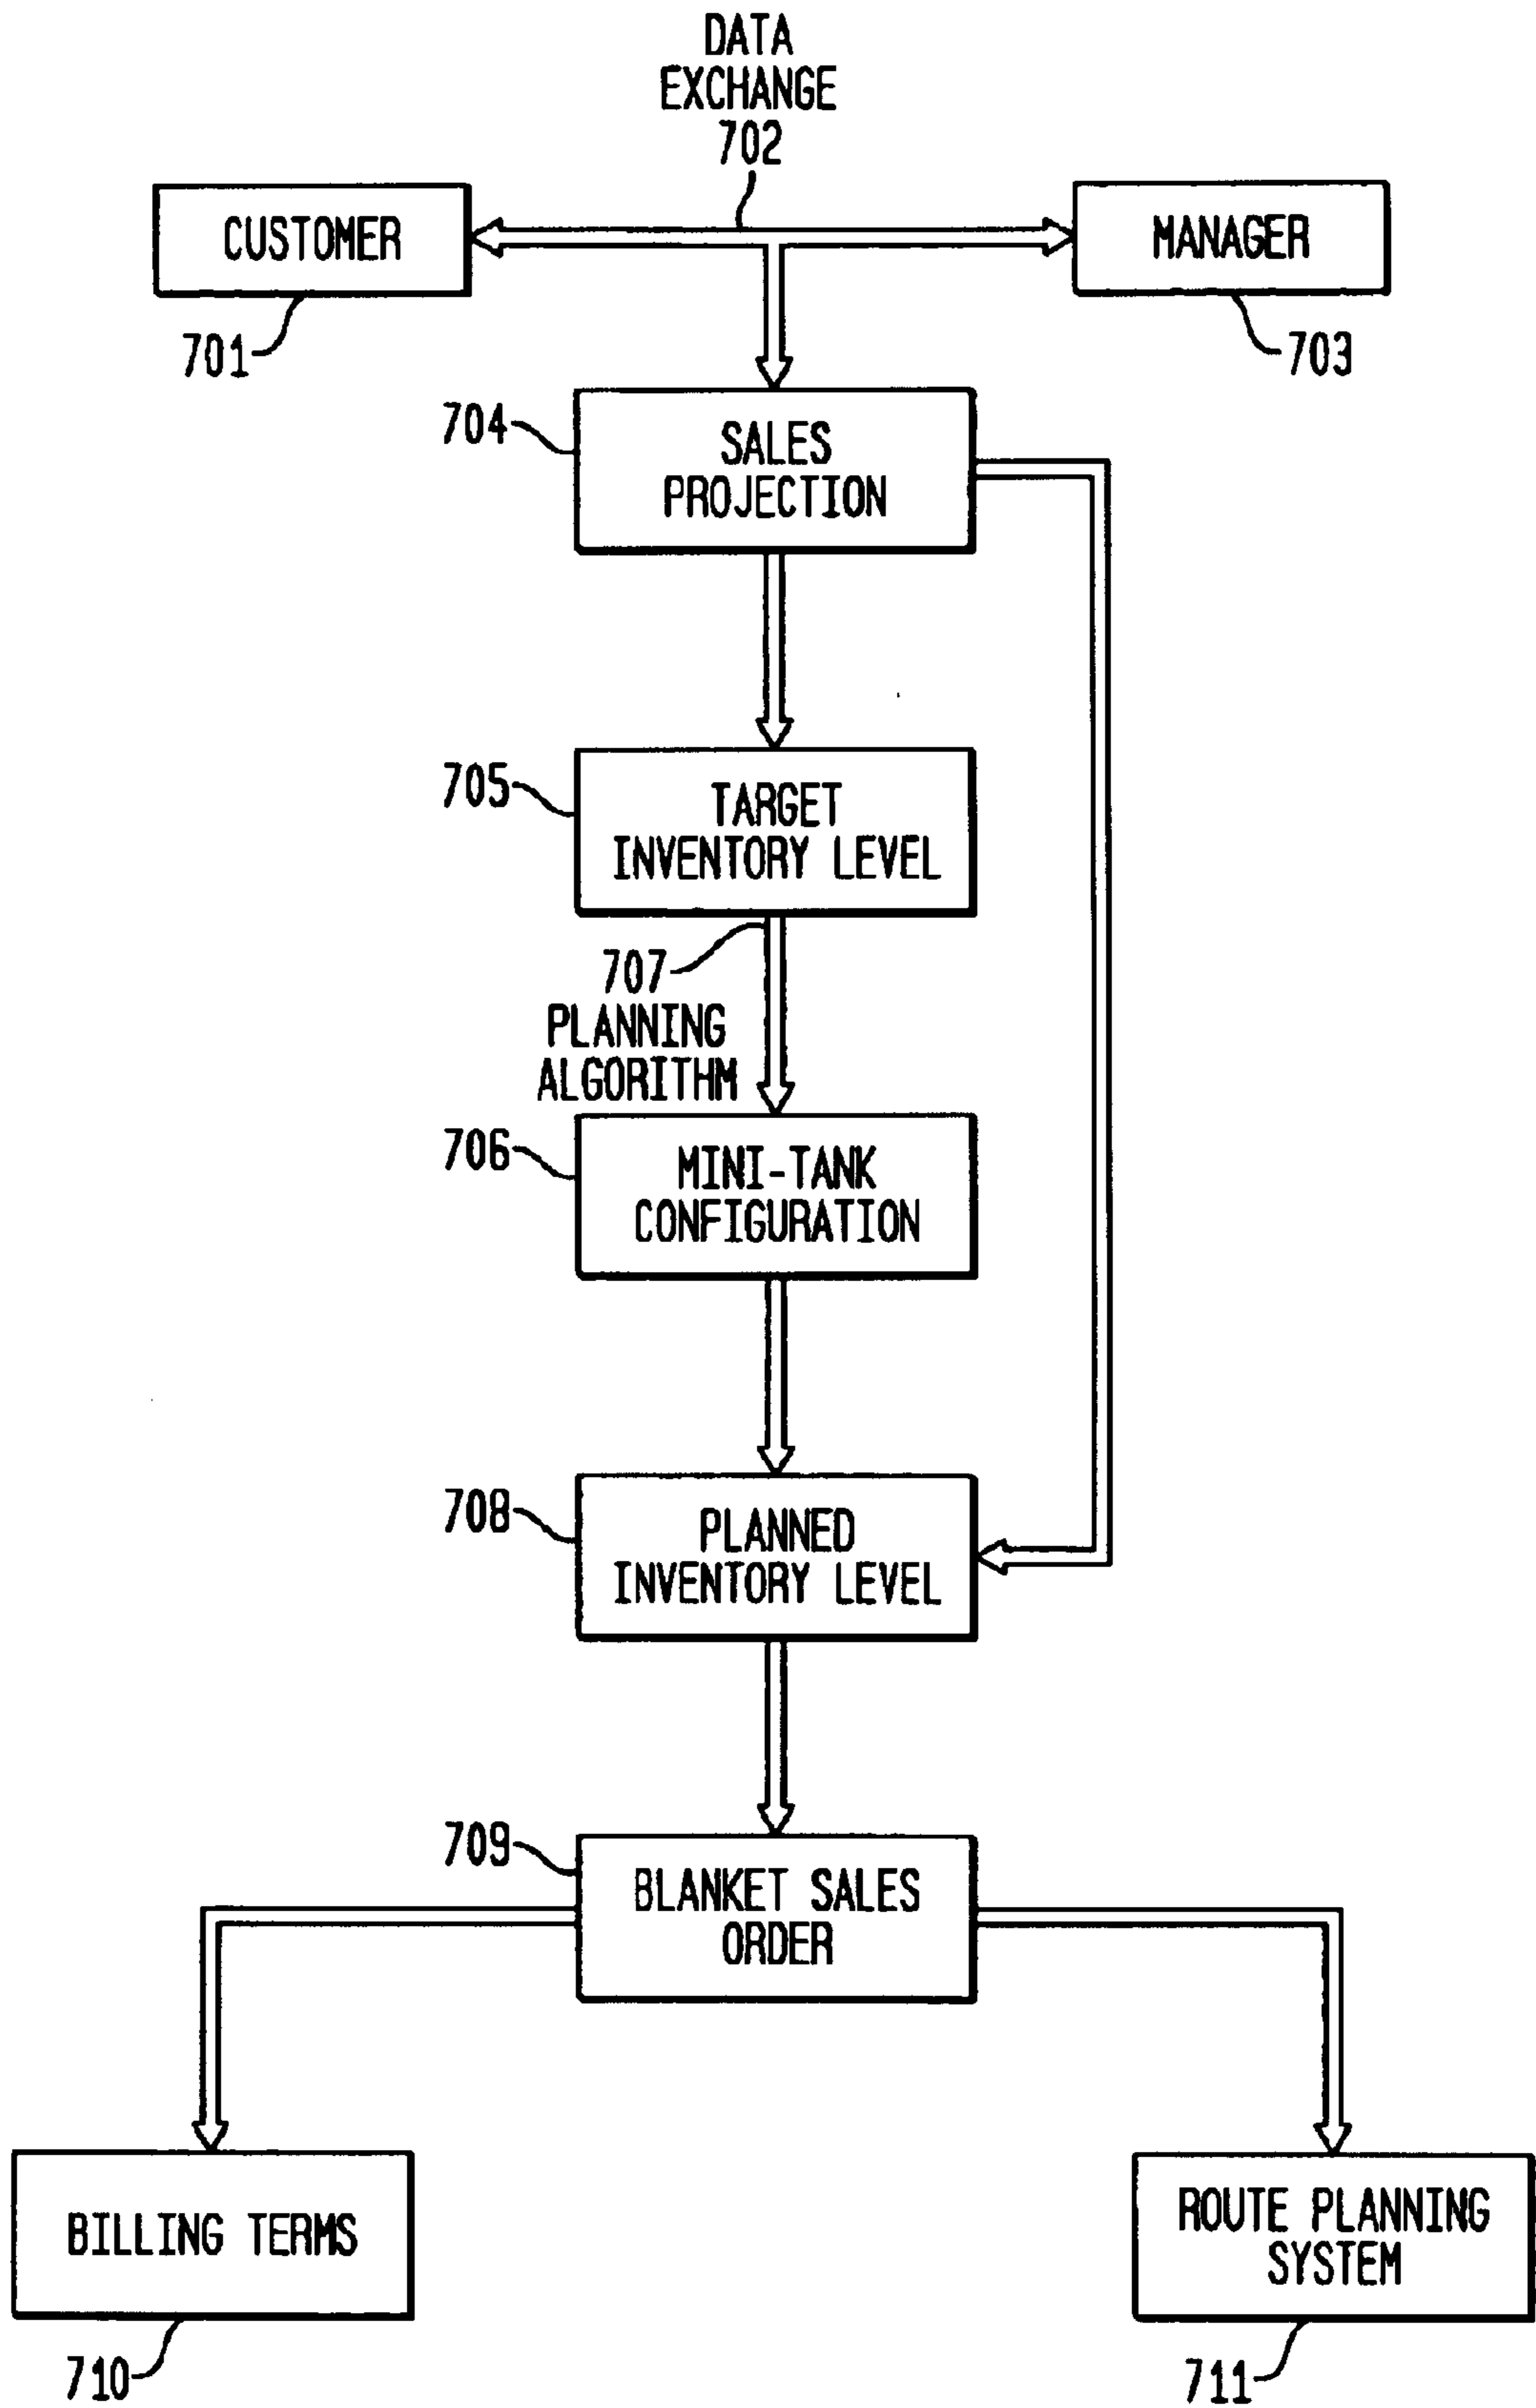 DATA
EXCHANGE
702
CUSTOMER
MANAGER
701
703
704
SALES
PROJECTION
705
TARGET
INVENTORY LEVEL
707
PLANNING
ALGORITHM
706
MINI-TANK
CONFIGURATION
708
PLANNED
INVENTORY LEVEL
709
BLANKET SALES
ORDER
BILLING TERMS
ROUTE PLANNING
SYSTEM
710
711